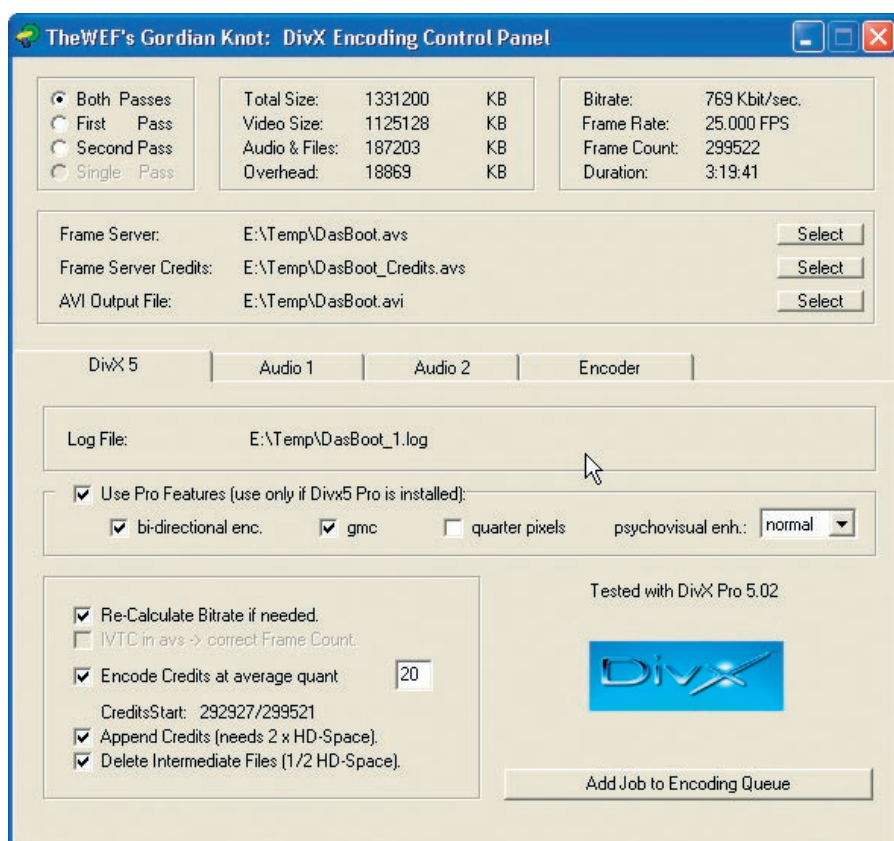 TheWEF's Gordian Knot: DivX Encoding Control Panel
Both Passes
First Pass
Second Pass
Single Pass
Total Size: 1331200 KB
Video Size: 1125128 KB
Audio & Files: 187203 KB
Overhead: 18869 KB
Bitrate: 769 Kbit/sec.
Frame Rate: 25.000 FPS
Frame Count: 299522
Duration: 3:19:41
Frame Server: E:\Temp\DasBoot.avs Select
Frame Server Credits: E:\Temp\DasBoot_Credits.avs Select
AVI Output File: E:\Temp\DasBoot.avi Select
DivX 5 Audio 1 Audio 2 Encoder
Log File: E:\Temp\DasBoot_1.log
Use Pro Features (use only if Divx5 Pro is installed):
bi-directional enc. gmc quarter pixels psychovisual enh.: normal
Re-Calculate Bitrate if needed.
IVTC in avs -> correct Frame Count.
Encode Credits at average quant 20
CreditsStart: 292927/299521
Append Credits (needs 2 x HD-Space).
Delete Intermediate Files (1/2 HD-Space).
Tested with DivX Pro 5.02
DivX
Add Job to Encoding Queue